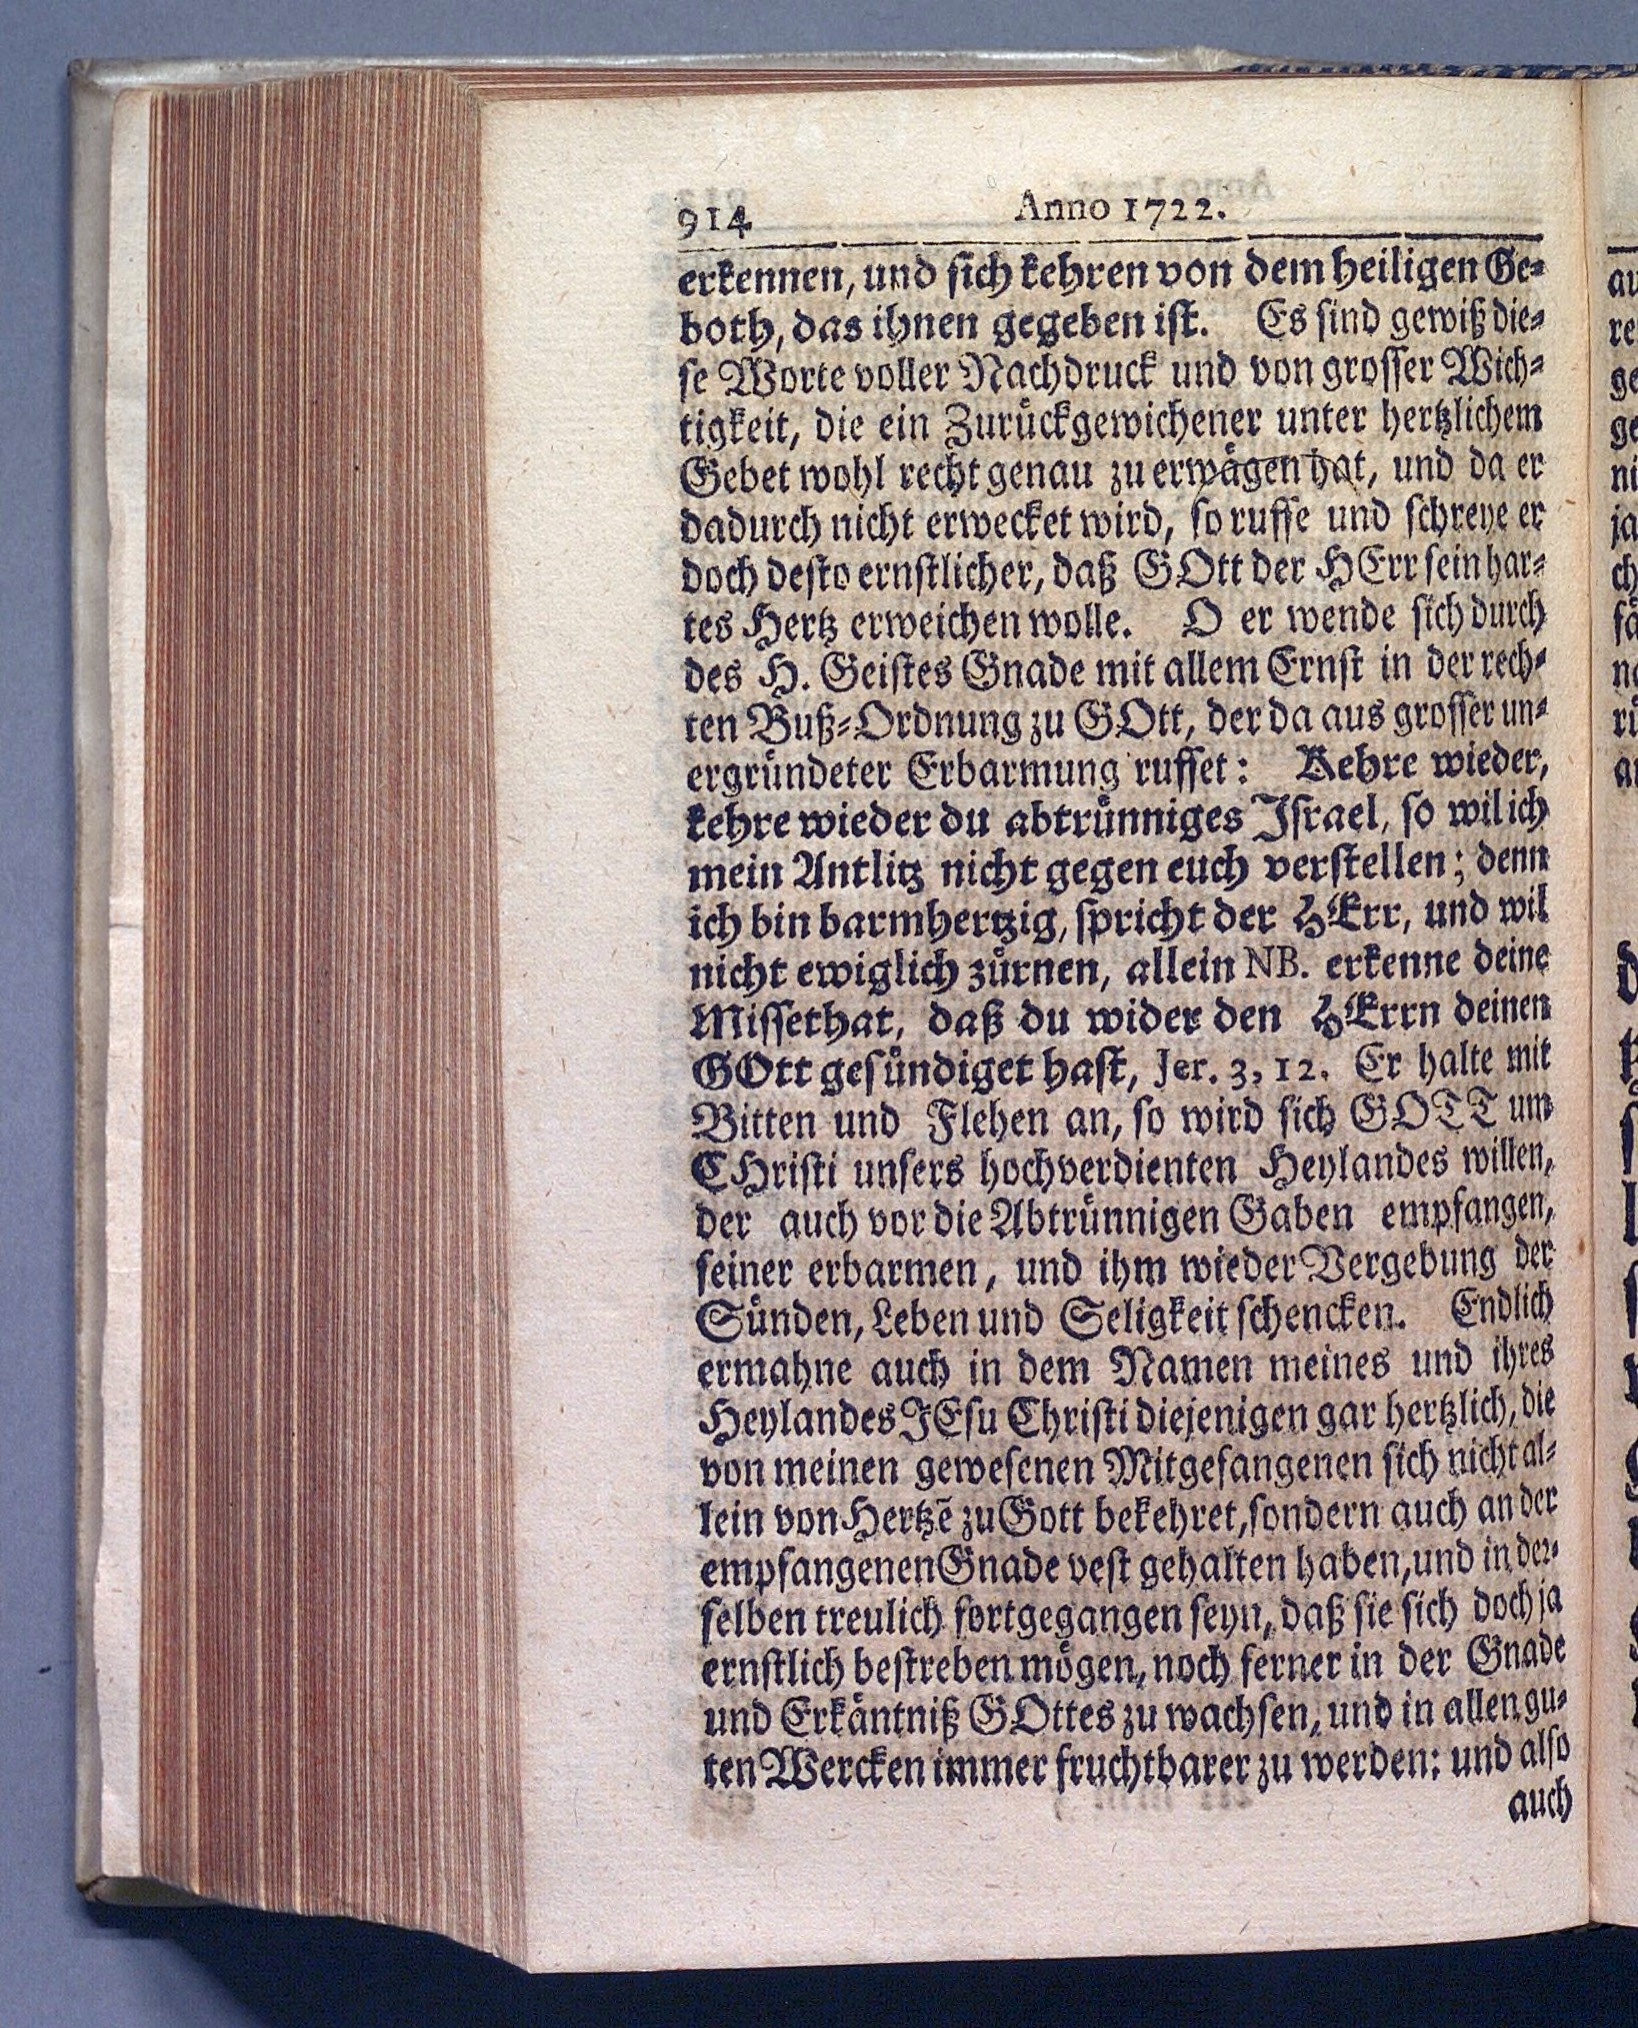 914 Anno 1722.
erkennen, und sich kehren von dem heiligen Ge-
both, das ihnen gegeben ist. Es sind gewiß die-
se Worte voller Nachdruck und von grosser Wich-
tigkeit, die ein Zurückgewichener unter hertzlichem
Gebet wohl recht genau zu erwägen hat, und da er
dadurch nicht erwecket wird, so ruffe und schreye er
doch desto ernstlicher, daß GOtt der HErr sein har-
tes Hertz erweichen wolle. O er wende sich durch
des H. Geistes Gnade mit allem Ernst in der rech-
ten Buß-Ordnung zu GOtt, der da aus grosser un-
ergründeter Erbarmung ruffet: Kehre wieder,
kehre wieder du abtrünniges Israel, so wil ich
mein Antlitz nicht gegen euch verstellen; denn
ich bin barmhertzig, spricht der HErr, und wil
nicht ewiglich zürnen, allein NB. erkenne deine
Missethat, daß du wider den HErrn deinen
GOtt gesündiget hast, Jer. 3, 12. Er halte mit
Bitten und Flehen an, so wird sich GOTT um
CHristi unsers hochverdienten Heylandes willen,
der auch vor die Abtrünnigen Gaben empfangen,
seiner erbarmen, und ihm wieder Vergebung der
Sünden, Leben und Seligkeit schencken. Endlich
ermahne auch in dem Namen meines und ihres
Heylandes JEsu Christi diejenigen gar hertzlich, die
von meinen gewesenen Mitgefangenen sich nicht al-
lein von Hertzē zu Gott bekehret, sondern auch an der
empfangenen Gnade vest gehalten haben, und in der-
selben treulich fortgegangen seyn, daß sie sich doch ja
ernstlich bestreben mögen, noch ferner in der Gnade
und Erkäntniß GOttes zu wachsen, und in allen gu-
ten Wercken immer fruchtbarer zu werden: und also
auch